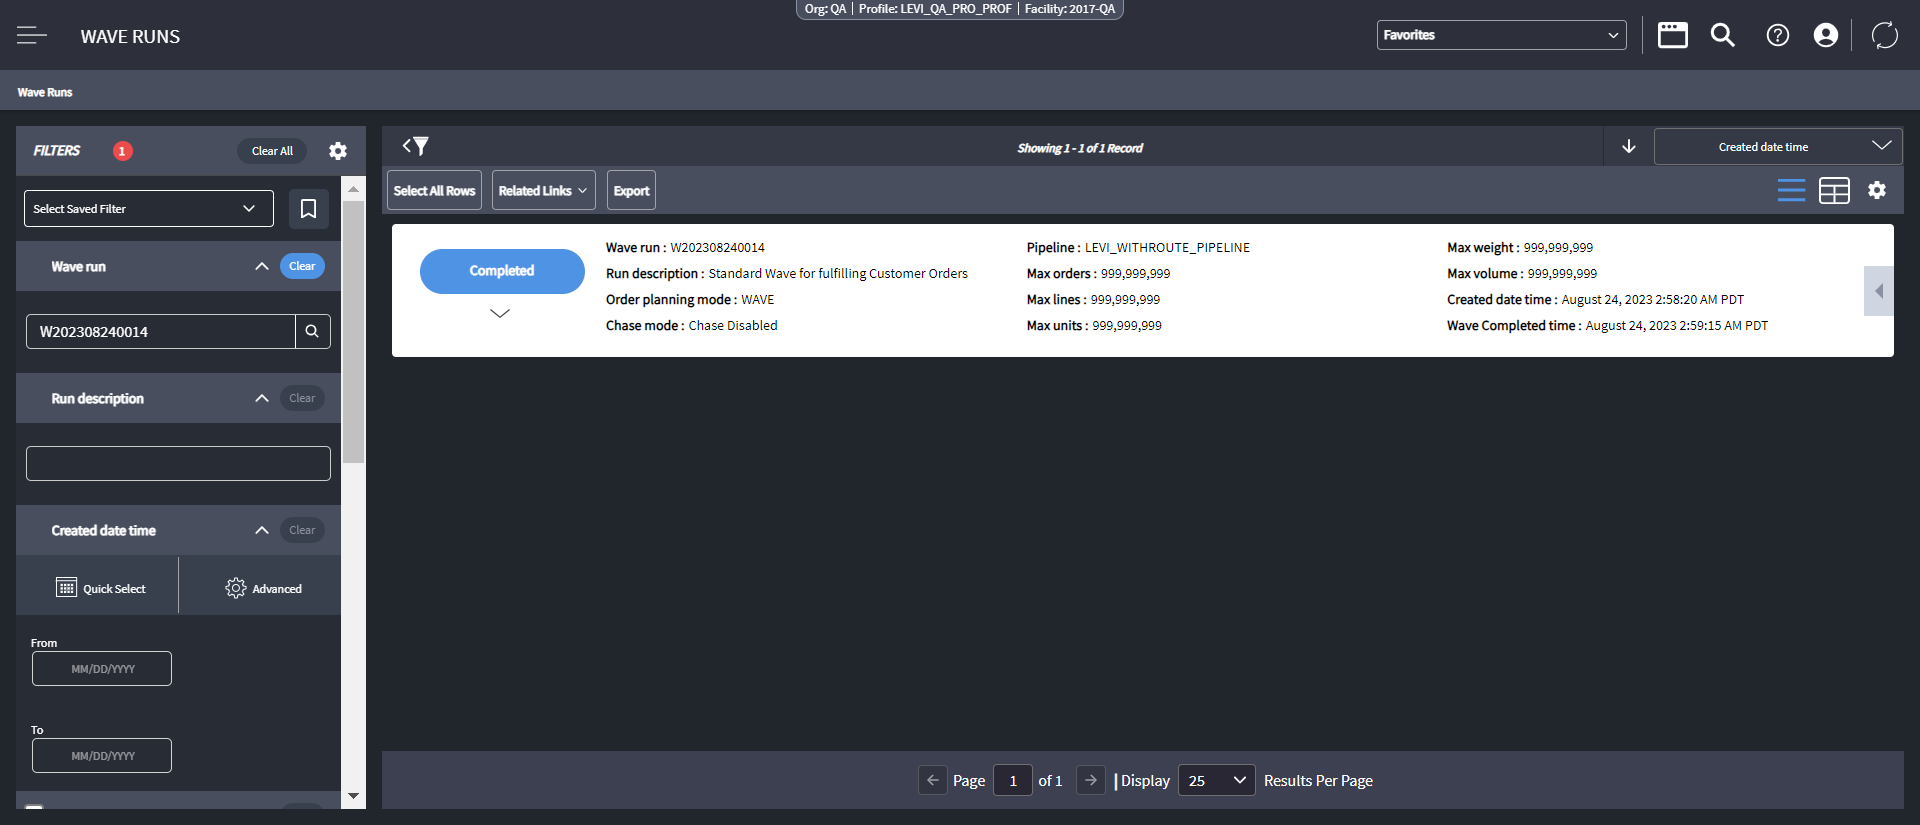 Org: QA | Profile: LEVI_QA_PRO_PROF | Facility: 2017-QA
WAVE RUNS
Favorites
Wave Runs
FILTERS 1 Clear All
Showing 1 - 1 of 1 Record
Created date time
Select Saved Filter
Select All Rows Related Links Export
Wave run Clear
W202308240014
Run description Clear
Created date time Clear
Quick Select Advanced
From
MM/DD/YYYY
To
MM/DD/YYYY
Completed
Wave run : W202308240014
Run description : Standard Wave for fulfilling Customer Orders
Order planning mode : WAVE
Chase mode : Chase Disabled
Pipeline : LEVI_WITHROUTE_PIPELINE
Max orders : 999,999,999
Max lines : 999,999,999
Max units : 999,999,999
Max weight : 999,999,999
Max volume : 999,999,999
Created date time : August 24, 2023 2:58:20 AM PDT
Wave Completed time : August 24, 2023 2:59:15 AM PDT
Page 1 of 1 | Display 25 Results Per Page